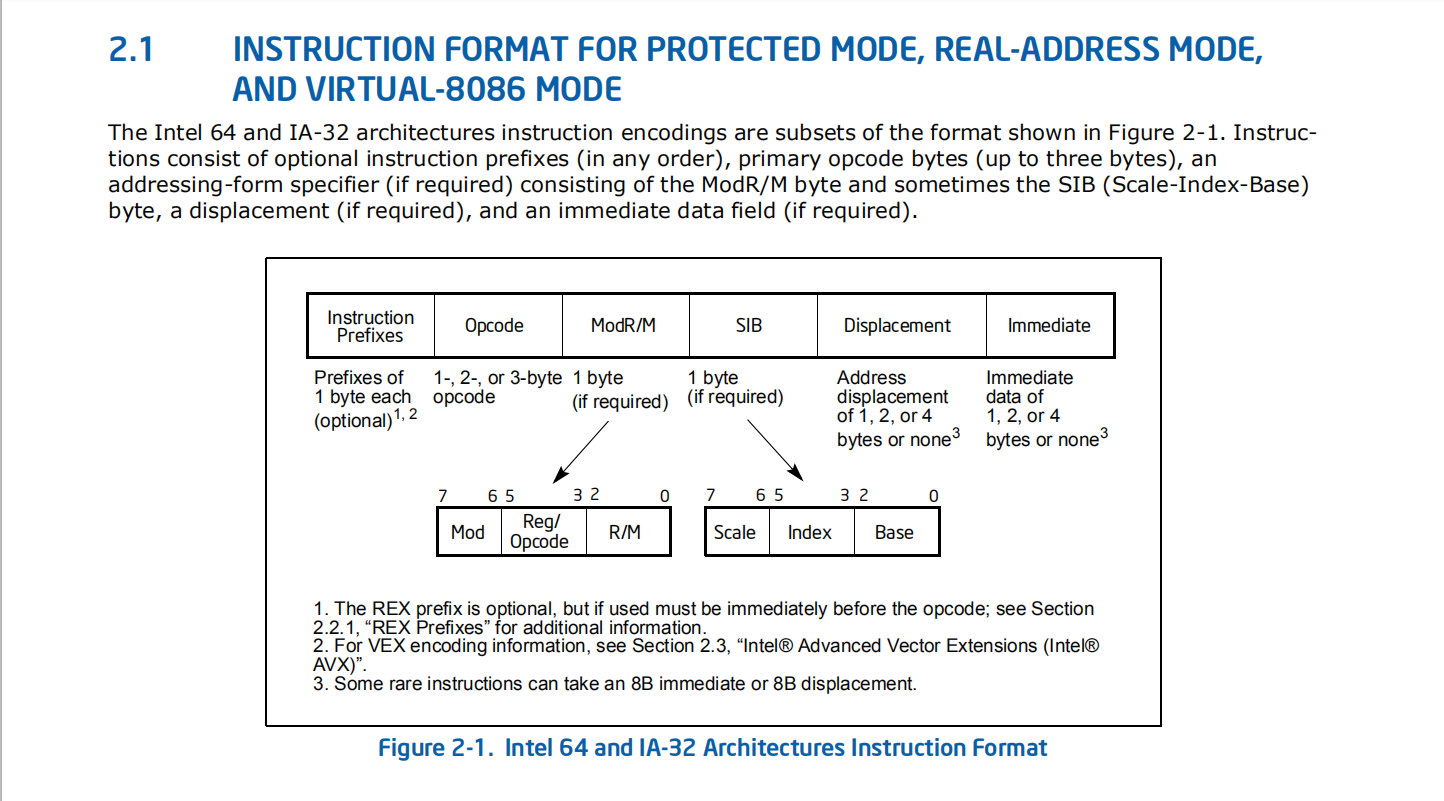 2.1 INSTRUCTION FORMAT FOR PROTECTED MODE, REAL-ADDRESS MODE,
AND VIRTUAL-8086 MODE
The Intel 64 and IA-32 architectures instruction encodings are subsets of the format shown in Figure 2-1. Instruc-
tions consist of optional instruction prefixes (in any order), primary opcode bytes (up to three bytes), an
addressing-form specifier (if required) consisting of the ModR/M byte and sometimes the SIB (Scale-Index-Base)
byte, a displacement (if required), and an immediate data field (if required).
Instruction
Prefixes
Opcode
ModR/M
SIB
Displacement
Immediate
Prefixes of
1 byte each
(optional)1, 2
1-, 2-, or 3-byte
opcode
1 byte
(if required)
1 byte
(if required)
Address
displacement
of 1, 2, or 4
bytes or none3
Immediate
data of
1, 2, or 4
bytes or none3
7 6 5 3 2 0
Mod
Reg/
Opcode
R/M
7 6 5 3 2 0
Scale
Index
Base
1. The REX prefix is optional, but if used must be immediately before the opcode; see Section
2.2.1, “REX Prefixes” for additional information.
2. For VEX encoding information, see Section 2.3, “Intel® Advanced Vector Extensions (Intel®
AVX)”.
3. Some rare instructions can take an 8B immediate or 8B displacement.
Figure 2-1. Intel 64 and IA-32 Architectures Instruction Format